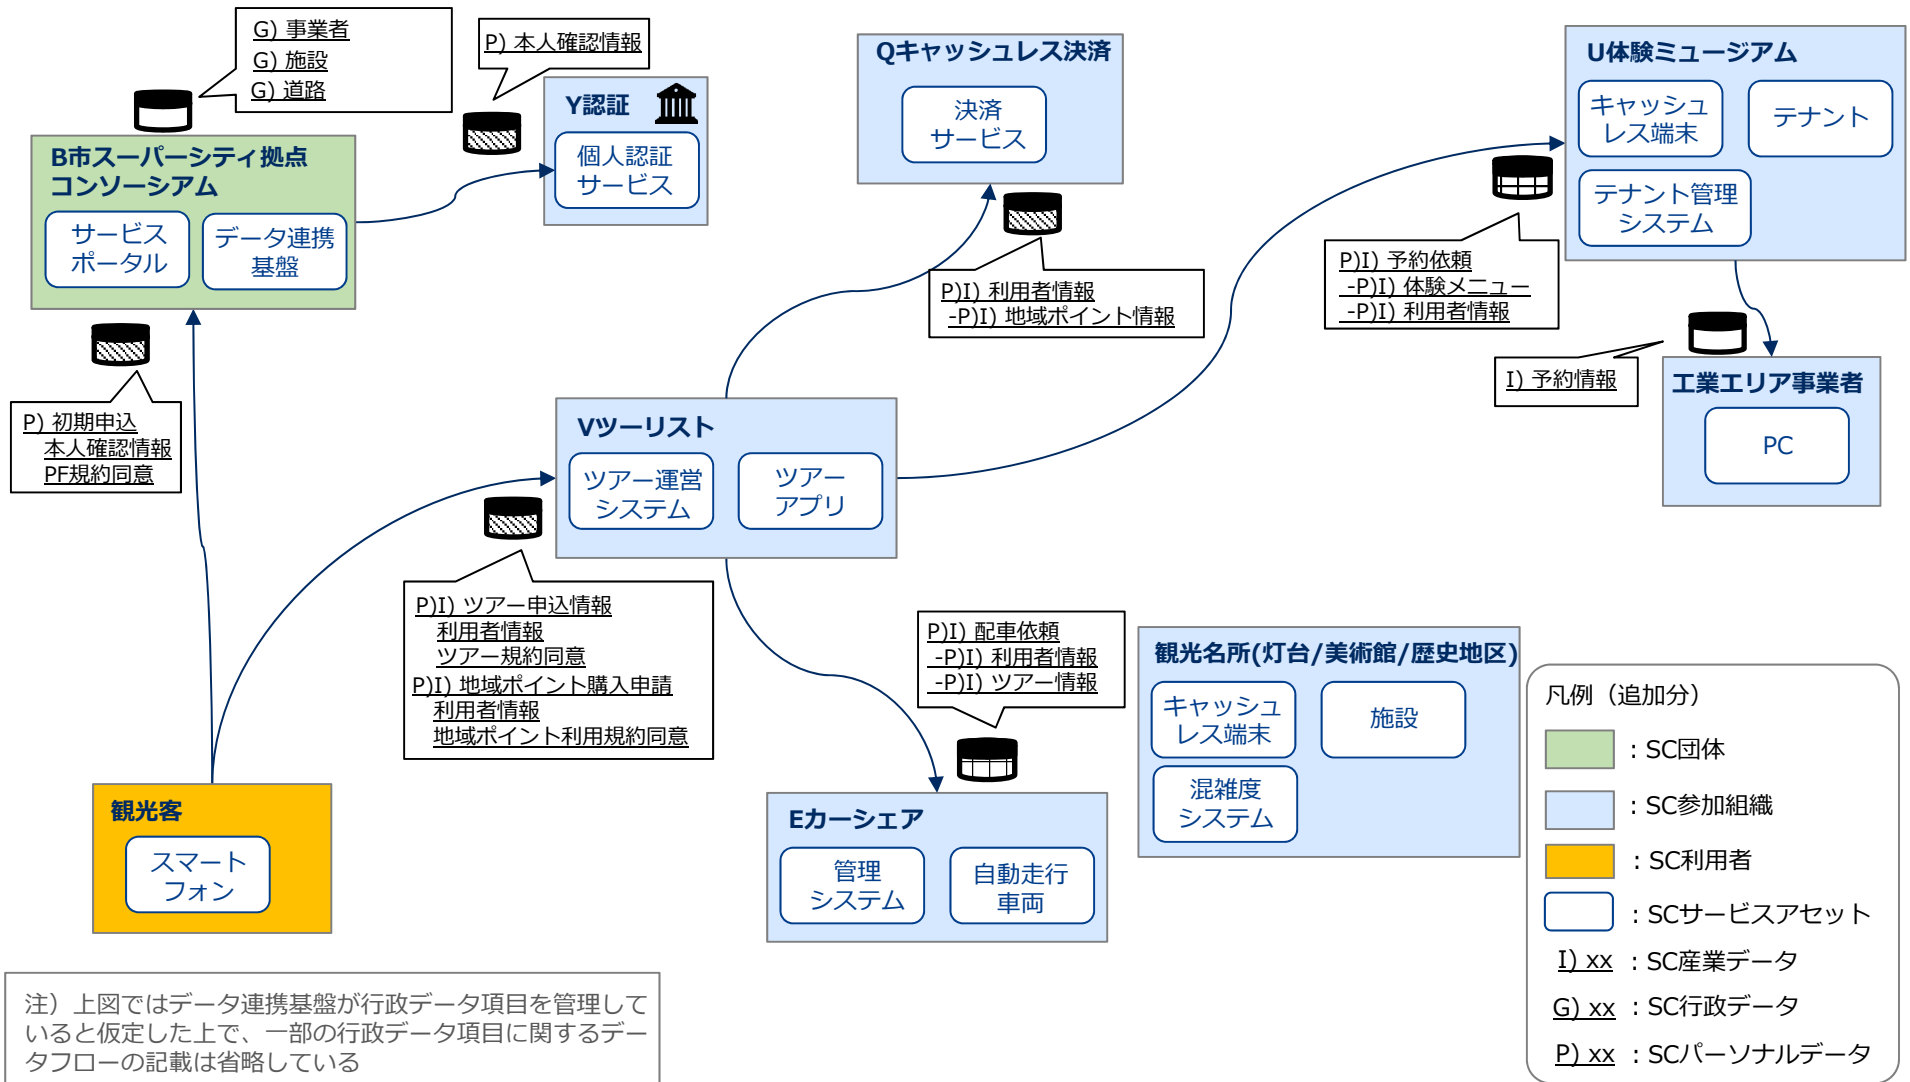 G) 事業者
G) 施設
G) 道路
P) 本人確認情報
B市スーパーシティ拠点
コンソーシアム
サービス
ポータル
データ連携
基盤
Y認証
個人認証
サービス
Qキャッシュレス決済
決済
サービス
U体験ミュージアム
キャッシュ
レス端末
テナント
テナント管理
システム
P)I) 利用者情報
-P)I) 地域ポイント情報
P)I) 予約依頼
-P)I) 体験メニュー
-P)I) 利用者情報
I) 予約情報
工業エリア事業者
PC
P) 初期申込
本人確認情報
PF規約同意
Vツーリスト
ツアー運営
システム
ツアー
アプリ
P)I) ツアー申込情報
利用者情報
ツアー規約同意
P)I) 地域ポイント購入申請
利用者情報
地域ポイント利用規約同意
P)I) 配車依頼
-P)I) 利用者情報
-P)I) ツアー情報
観光名所(灯台/美術館/歴史地区)
キャッシュ
レス端末
施設
混雑度
システム
観光客
スマート
フォン
Eカーシェア
管理
システム
自動走行
車両
凡例（追加分）
：SC団体
：SC参加組織
：SC利用者
：SCサービスアセット
I) xx ：SC産業データ
G) xx ：SC行政データ
P) xx ：SCパーソナルデータ
注）上図ではデータ連携基盤が行政データ項目を管理して
いると仮定した上で、一部の行政データ項目に関するデー
タフローの記載は省略している